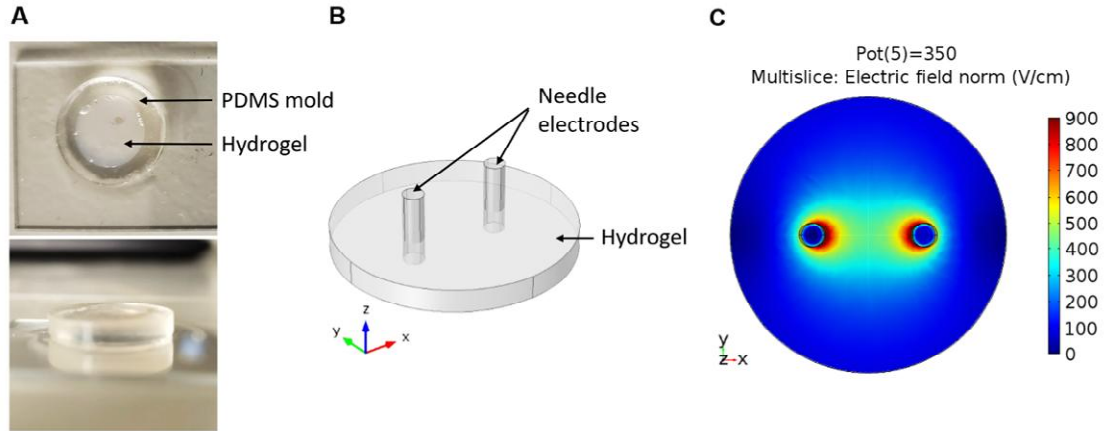 A
PDMS mold
Hydrogel
B
Needle
electrodes
Hydrogel
z
y
x
C
Pot(5)=350
Multislice: Electric field norm (V/cm)
900
800
700
600
500
400
300
200
100
0
y
z
x